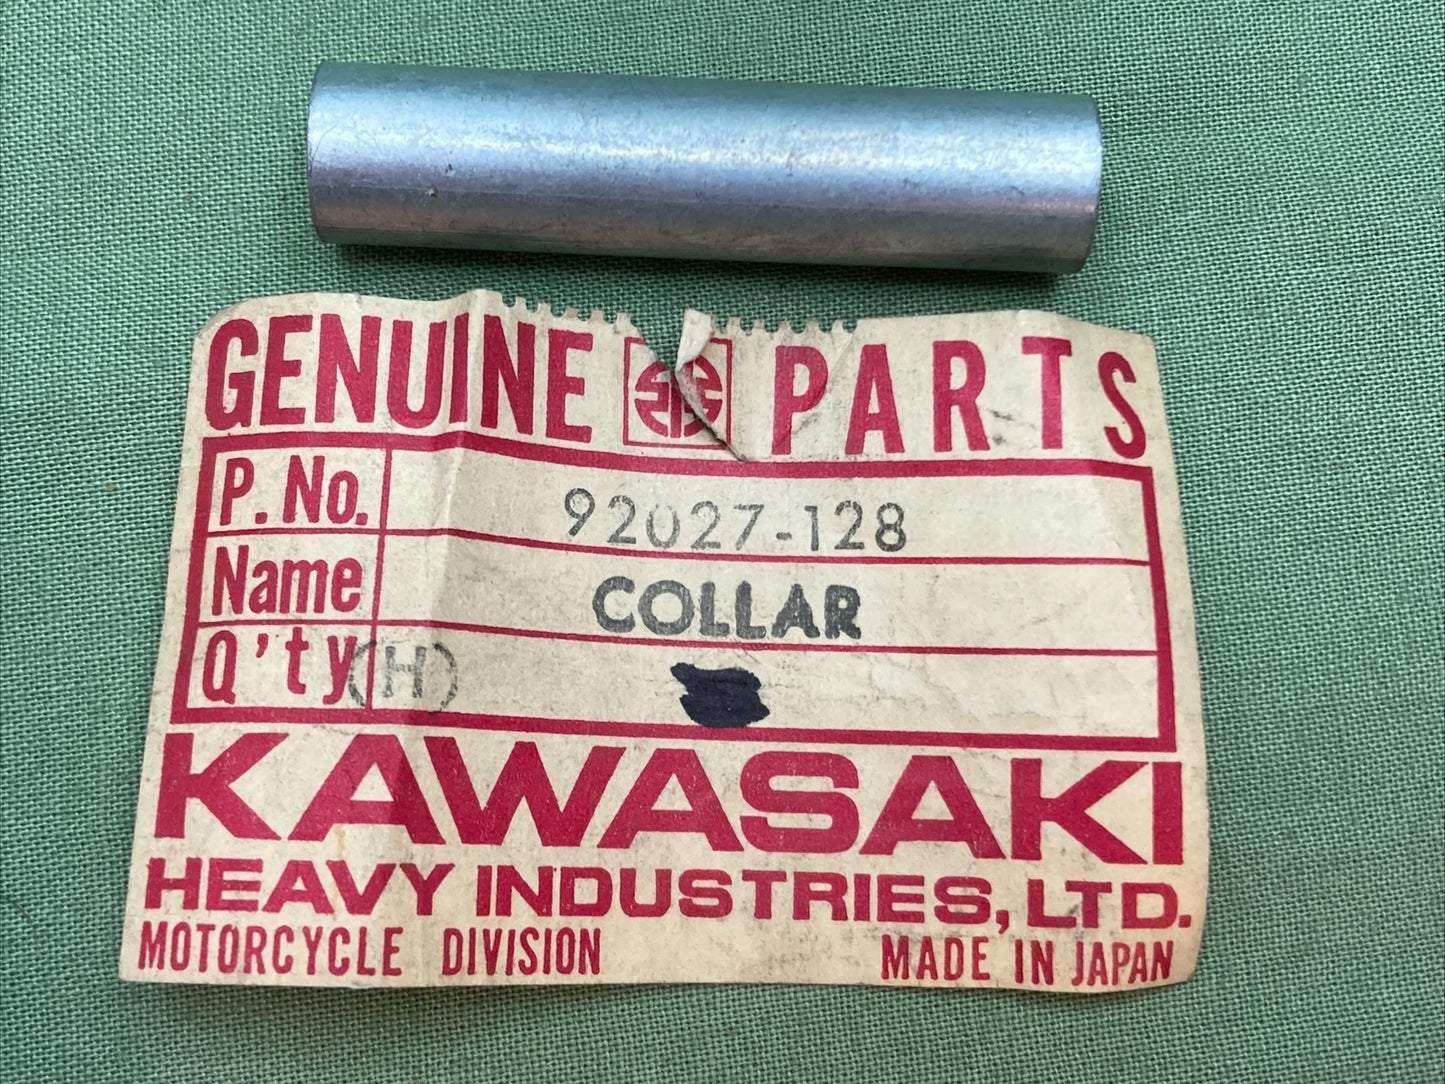 GENUINE PARTS
P. No. 92027-128
Name COLLAR
Q'ty (H)
KAWASAKI
HEAVY INDUSTRIES, LTD.
MOTORCYCLE DIVISION MADE IN JAPAN